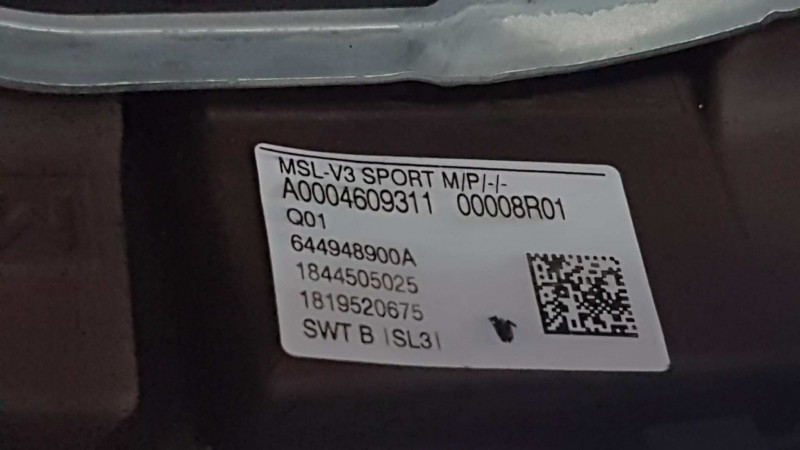 MSL-V3 SPORT M/P/-/-
A0004609311 00008R01
Q01
644948900A
1844505025
1819520675
SWT B |SL3|